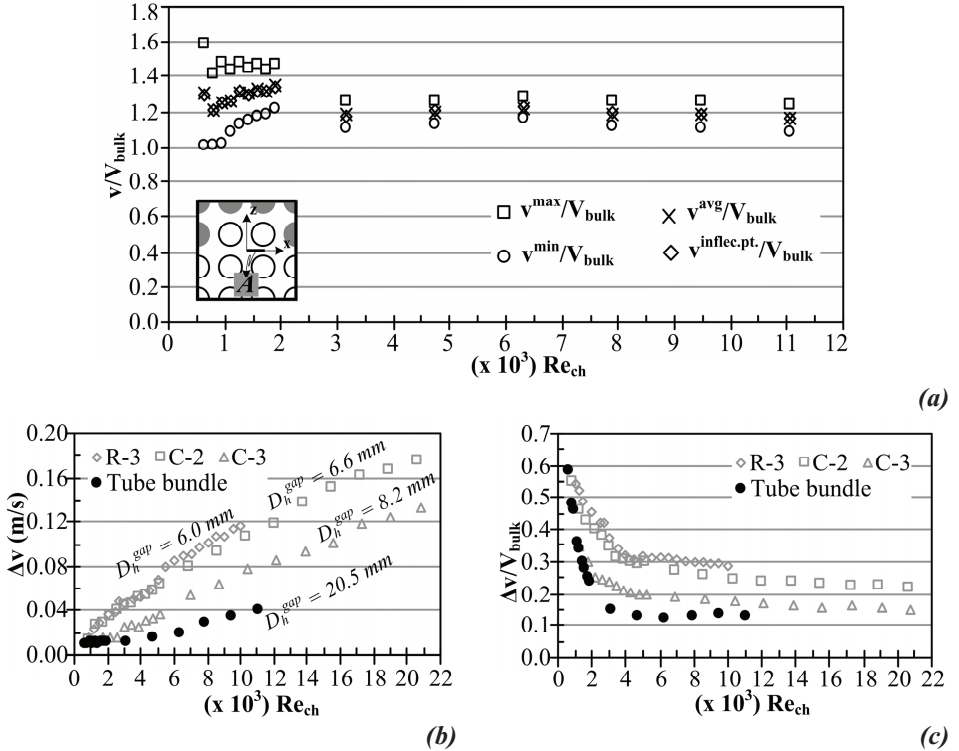 1.8
1.6
1.4
1.2
1.0
0.8
0.6
0.4
0.2
0.0
v/V_bulk
z
x
A
v^max/V_bulk
v^avg/V_bulk
v^min/V_bulk
v^inflec.pt./V_bulk
0 1 2 3 4 5 6 7 8 9 10 11 12
(x 10^3) Re_ch
(a)
0.20
0.16
0.12
0.08
0.04
0.00
Δv (m/s)
R-3 C-2 C-3
Tube bundle
D_h^gap = 6.0 mm
D_h^gap = 6.6 mm
D_h^gap = 8.2 mm
D_h^gap = 20.5 mm
0 2 4 6 8 10 12 14 16 18 20 22
(x 10^3) Re_ch
(b)
0.7
0.6
0.5
0.4
0.3
0.2
0.1
0.0
Δv/V_bulk
R-3 C-2 C-3
Tube bundle
0 2 4 6 8 10 12 14 16 18 20 22
(x 10^3) Re_ch
(c)